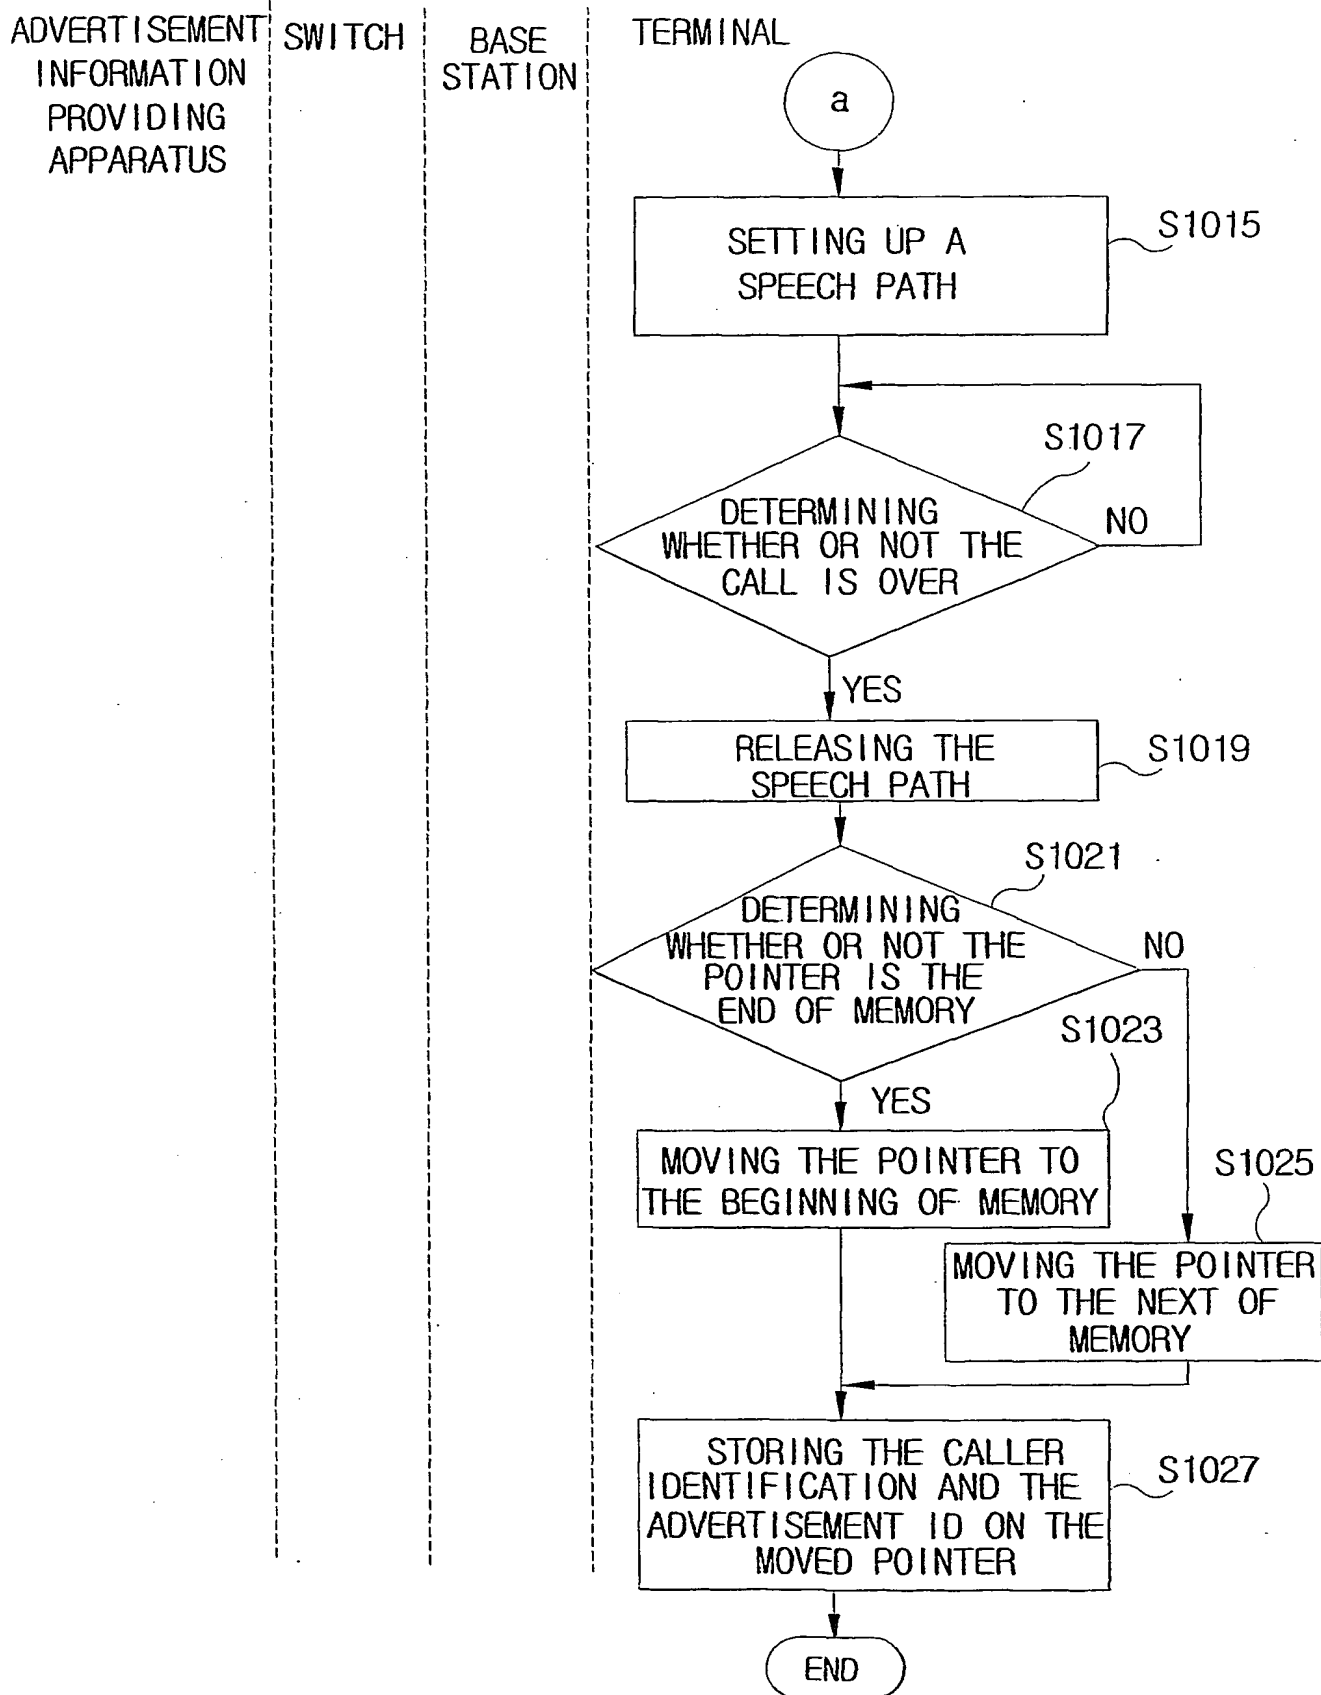 ADVERTISEMENT
INFORMATION
PROVIDING
APPARATUS
SWITCH
BASE
STATION
TERMINAL
a
SETTING UP A
SPEECH PATH
S1015
S1017
DETERMINING
WHETHER OR NOT THE
CALL IS OVER
NO
YES
RELEASING THE
SPEECH PATH
S1019
S1021
DETERMINING
WHETHER OR NOT THE
POINTER IS THE
END OF MEMORY
NO
YES
S1023
MOVING THE POINTER TO
THE BEGINNING OF MEMORY
S1025
MOVING THE POINTER
TO THE NEXT OF
MEMORY
STORING THE CALLER
IDENTIFICATION AND THE
ADVERTISEMENT ID ON THE
MOVED POINTER
S1027
END